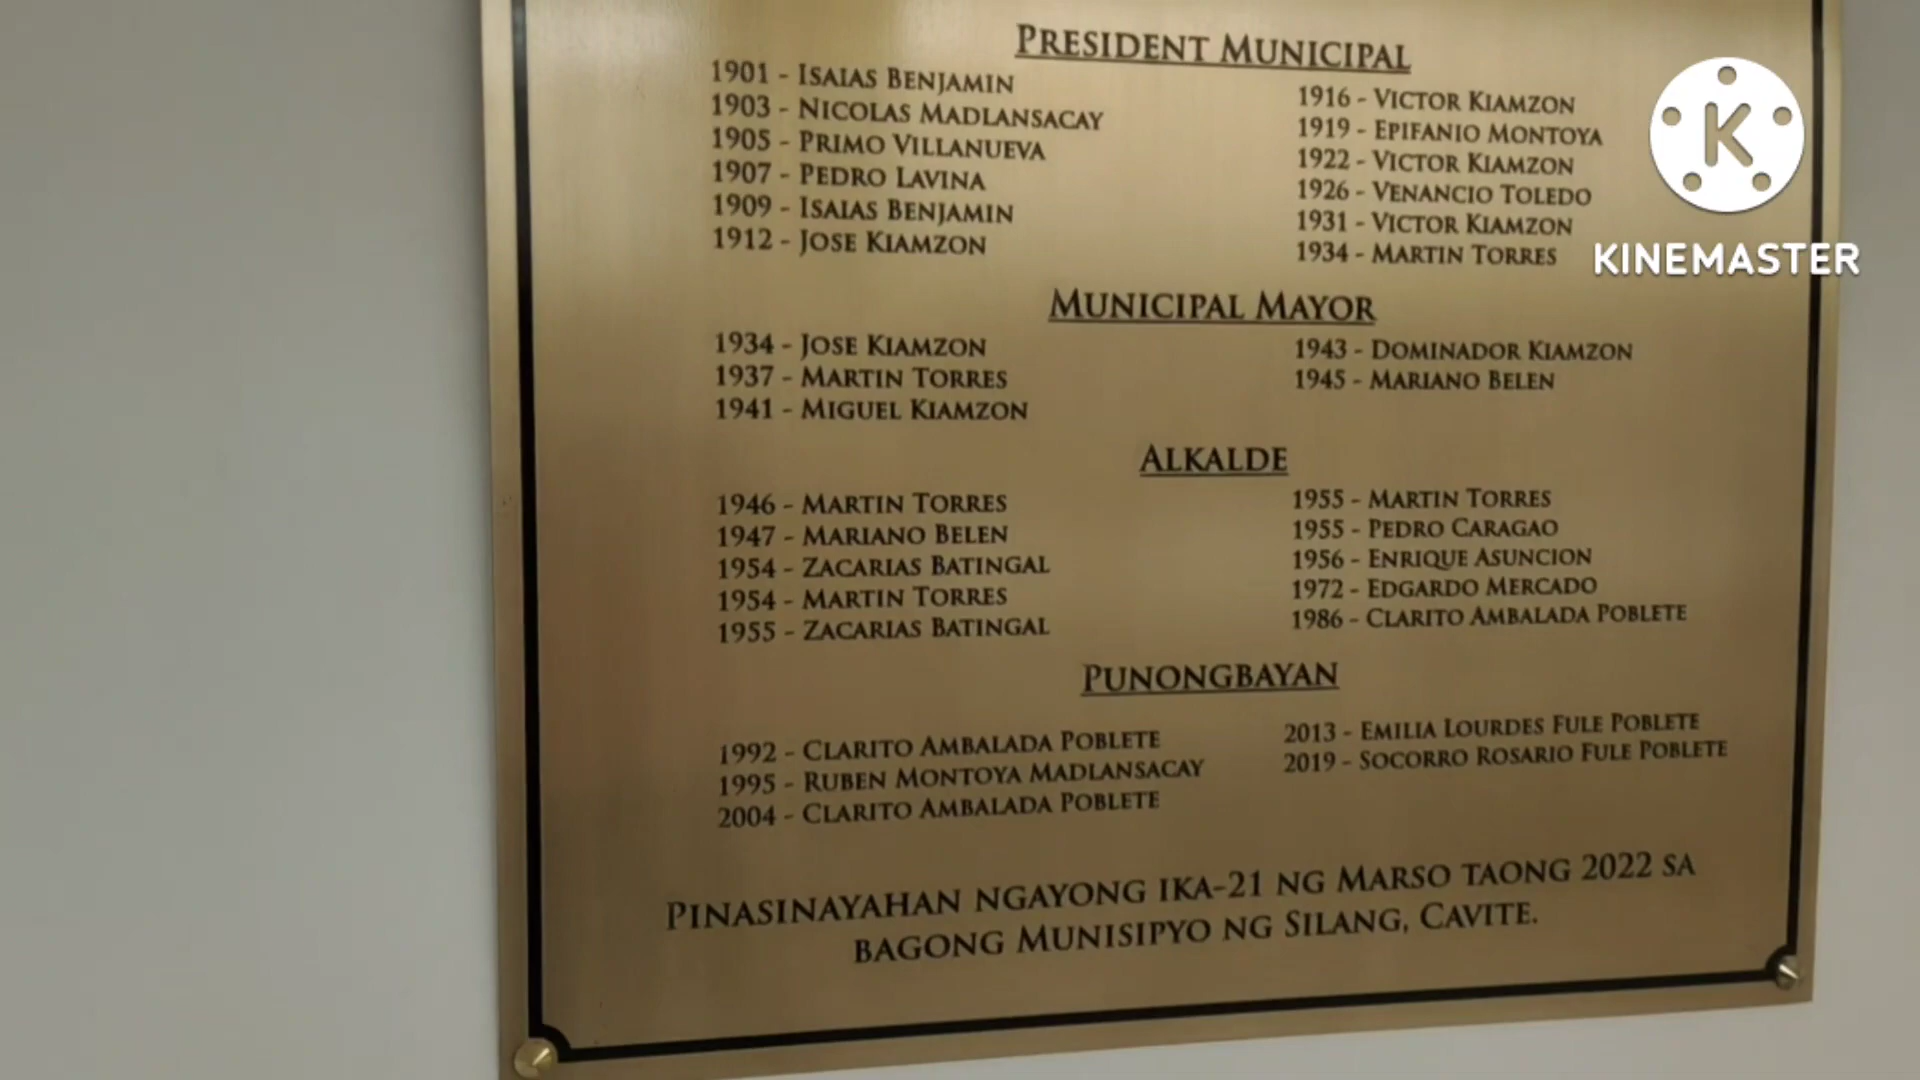 PRESIDENT MUNICIPAL
1901 - ISAIAS BENJAMIN
1903 - NICOLAS MADLANSACAY
1905 - PRIMO VILLANUEVA
1907 - PEDRO LAVINA
1909 - ISAIAS BENJAMIN
1912 - JOSE KIAMZON
1916 - VICTOR KIAMZON
1919 - EPIFANIO MONTOYA
1922 - VICTOR KIAMZON
1926 - VENANCIO TOLEDO
1931 - VICTOR KIAMZON
1934 - MARTIN TORRES
MUNICIPAL MAYOR
1934 - JOSE KIAMZON
1937 - MARTIN TORRES
1941 - MIGUEL KIAMZON
1943 - DOMINADOR KIAMZON
1945 - MARIANO BELEN
ALKALDE
1946 - MARTIN TORRES
1947 - MARIANO BELEN
1954 - ZACARIAS BATINGAL
1954 - MARTIN TORRES
1955 - ZACARIAS BATINGAL
1955 - MARTIN TORRES
1955 - PEDRO CARAGAO
1956 - ENRIQUE ASUNCION
1972 - EDGARDO MERCADO
1986 - CLARITO AMBALADA POBLETE
PUNONGBAYAN
1992 - CLARITO AMBALADA POBLETE
1995 - RUBEN MONTOYA MADLANSACAY
2004 - CLARITO AMBALADA POBLETE
2013 - EMILIA LOURDES FULE POBLETE
2019 - SOCORRO ROSARIO FULE POBLETE
PINASINAYAHAN NGAYONG IKA-21 NG MARSO TAONG 2022 SA
BAGONG MUNISIPYO NG SILANG, CAVITE.
K
KINEMASTER